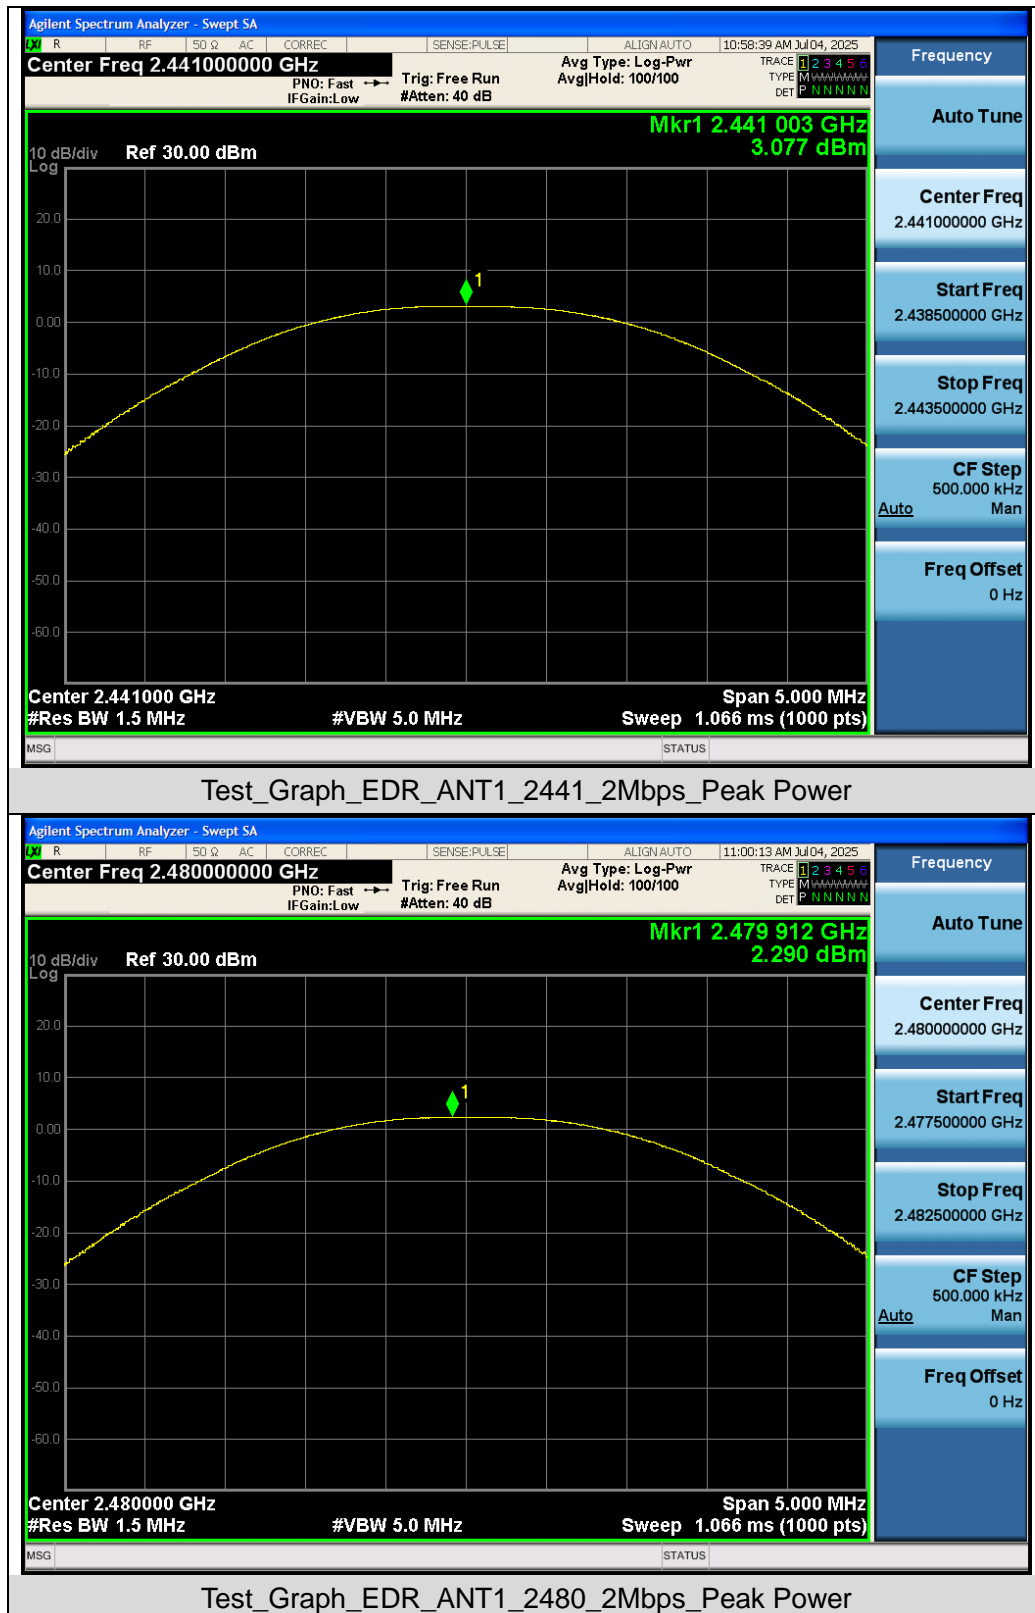 Agilent Spectrum Analyzer - Swept SA
LXI R RF 50 Ω AC CORREC SENSE:PULSE ALIGN AUTO 10:58:39 AM Jul 04, 2025
Center Freq 2.441000000 GHz
PNO: Fast
IFGain:Low
Trig: Free Run
#Atten: 40 dB
Avg Type: Log-Pwr
Avg|Hold: 100/100
TRACE 1 2 3 4 5 6
TYPE M
DET P N N N N N
Mkr1 2.441 003 GHz
3.077 dBm
10 dB/div Ref 30.00 dBm
Log
20.0
10.0
1
0.00
-10.0
-20.0
-30.0
-40.0
-50.0
-60.0
Center 2.441000 GHz Span 5.000 MHz
#Res BW 1.5 MHz #VBW 5.0 MHz Sweep 1.066 ms (1000 pts)
MSG STATUS
Frequency
Auto Tune
Center Freq
2.441000000 GHz
Start Freq
2.438500000 GHz
Stop Freq
2.443500000 GHz
CF Step
500.000 kHz
Auto Man
Freq Offset
0 Hz
Test_Graph_EDR_ANT1_2441_2Mbps_Peak Power
Agilent Spectrum Analyzer - Swept SA
LXI R RF 50 Ω AC CORREC SENSE:PULSE ALIGN AUTO 11:00:13 AM Jul 04, 2025
Center Freq 2.480000000 GHz
PNO: Fast
IFGain:Low
Trig: Free Run
#Atten: 40 dB
Avg Type: Log-Pwr
Avg|Hold: 100/100
TRACE 1 2 3 4 5 6
TYPE M
DET P N N N N N
Mkr1 2.479 912 GHz
2.290 dBm
10 dB/div Ref 30.00 dBm
Log
20.0
10.0
1
0.00
-10.0
-20.0
-30.0
-40.0
-50.0
-60.0
Center 2.480000 GHz Span 5.000 MHz
#Res BW 1.5 MHz #VBW 5.0 MHz Sweep 1.066 ms (1000 pts)
MSG STATUS
Frequency
Auto Tune
Center Freq
2.480000000 GHz
Start Freq
2.477500000 GHz
Stop Freq
2.482500000 GHz
CF Step
500.000 kHz
Auto Man
Freq Offset
0 Hz
Test_Graph_EDR_ANT1_2480_2Mbps_Peak Power